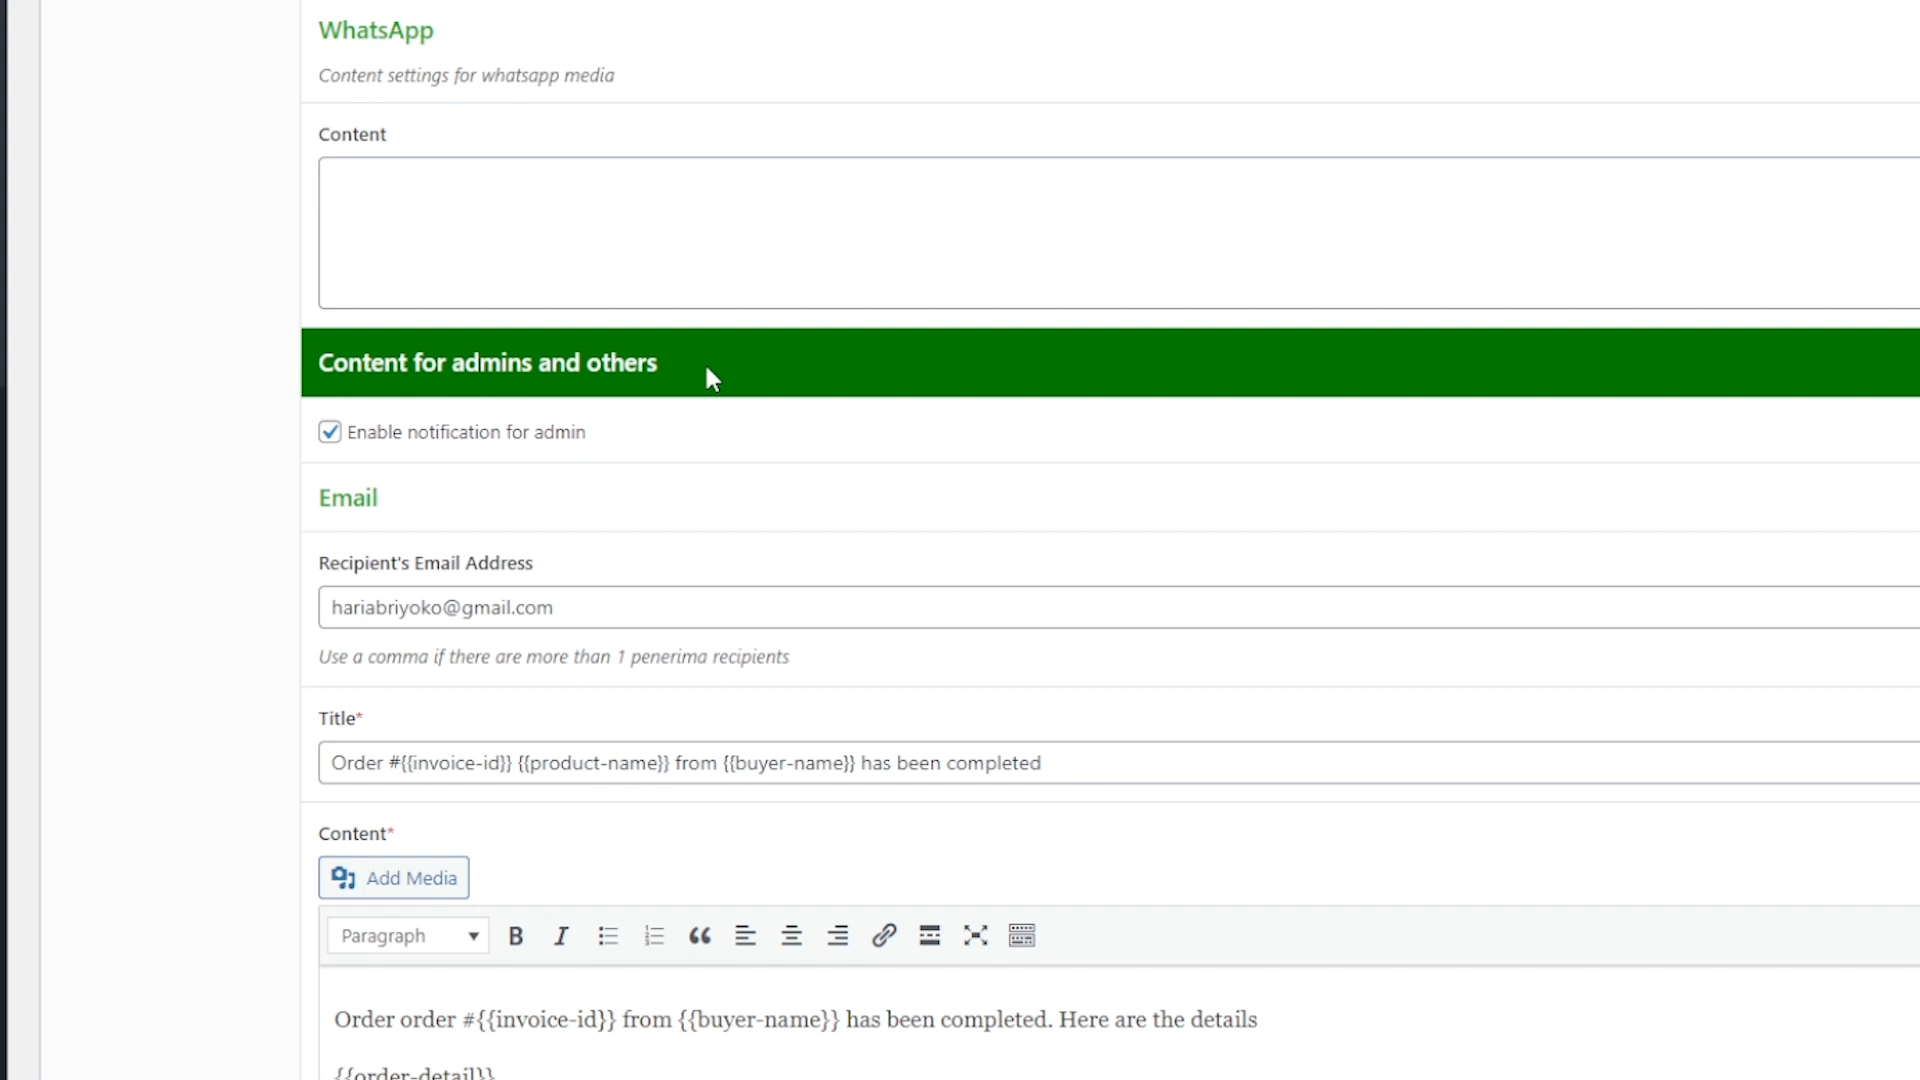 WhatsApp
Content settings for whatsapp media
Content
Content for admins and others
Enable notification for admin
Email
Recipient's Email Address
hariabriyoko@gmail.com
Use a comma if there are more than 1 penerima recipients
Title*
Order #{{invoice-id}} {{product-name}} from {{buyer-name}} has been completed
Content*
Add Media
Paragraph
Order order #{{invoice-id}} from {{buyer-name}} has been completed. Here are the details
{{order-detail}}